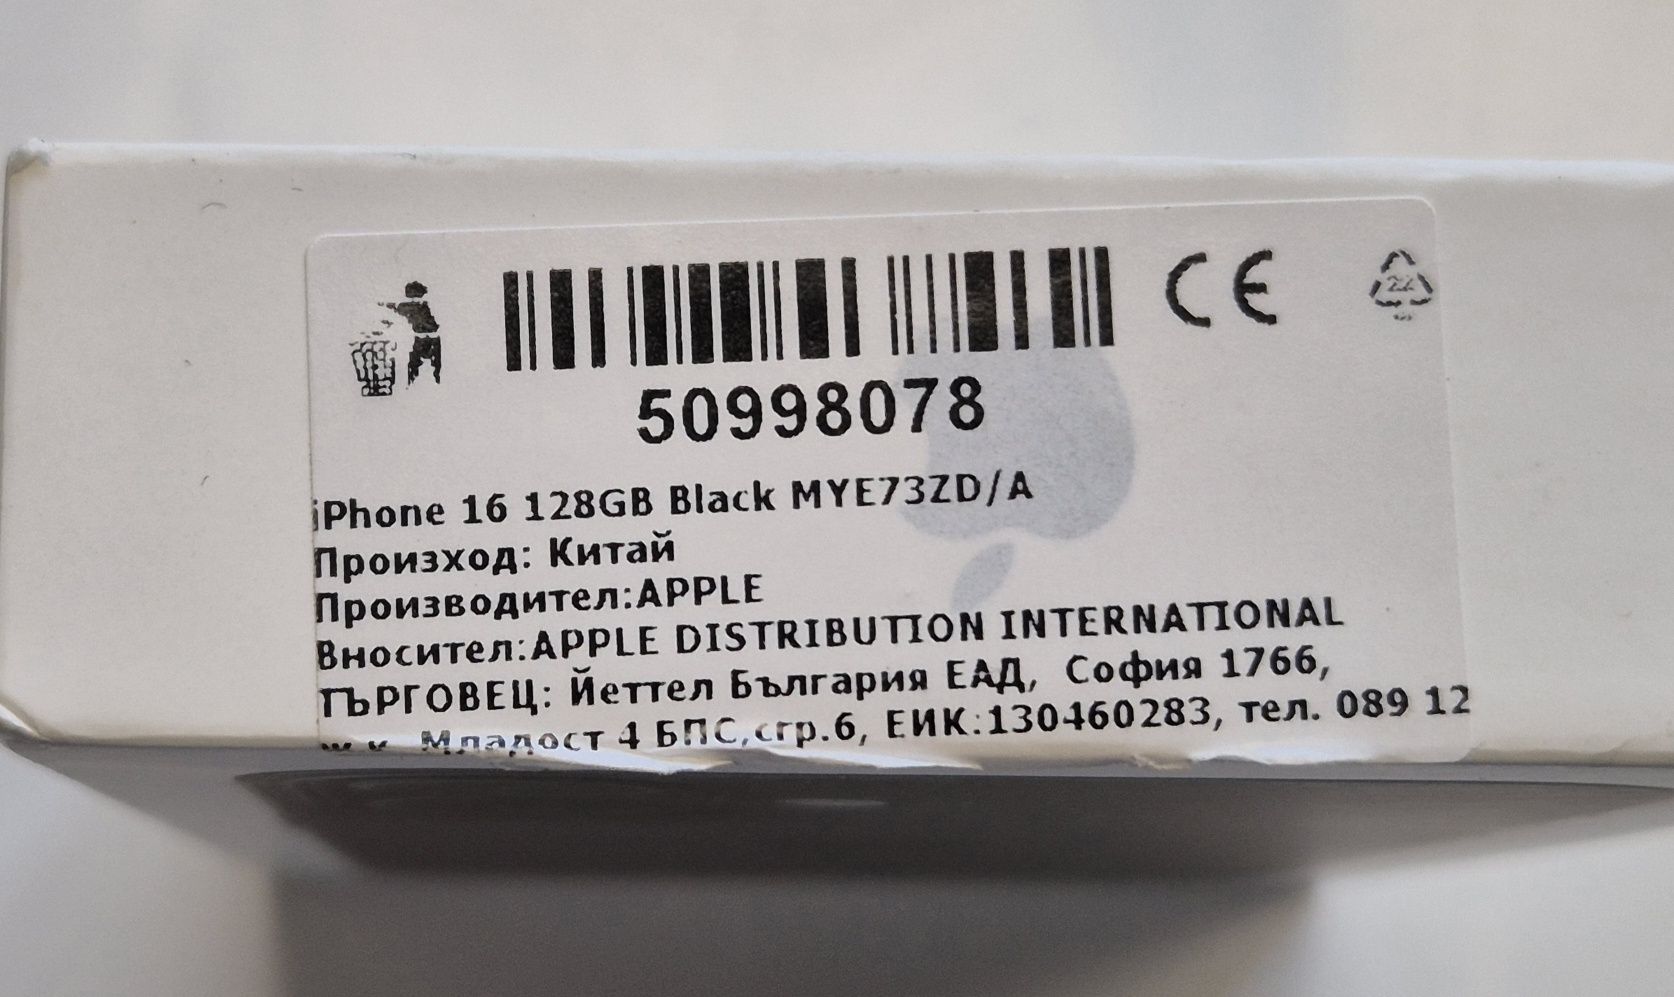 50998078
iPhone 16 128GB Black MYE73ZD/A
Произход: Китай
Производител:APPLE
Вносител:APPLE DISTRIBUTION INTERNATIONAL
ТЪРГОВЕЦ: Йеттел България ЕАД, София 1766,
ж.к. Младост 4 БПС,сгр.6, ЕИК:130460283, тел. 089 12
CE
22